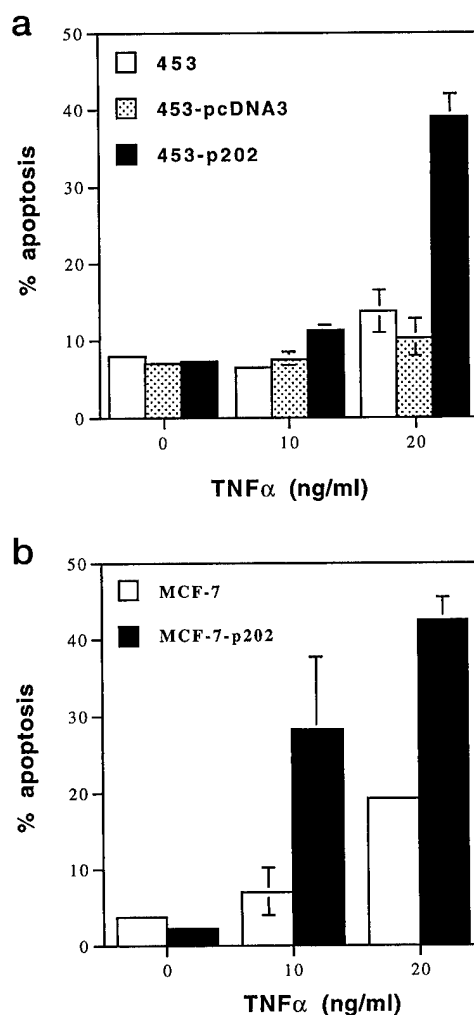 a
50
40
30
20
10
0
% apoptosis
453
453-pcDNA3
453-p202
0
10
20
TNFα (ng/ml)
b
50
40
30
20
10
0
% apoptosis
MCF-7
MCF-7-p202
0
10
20
TNFα (ng/ml)